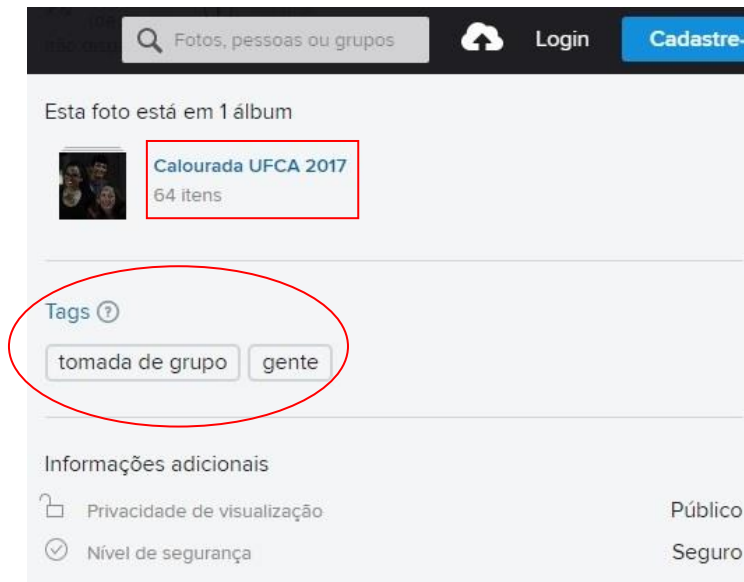 Fotos, pessoas ou grupos Login Cadastre-
Esta foto está em 1 álbum
Calourada UFCA 2017
64 itens
Tags ?
tomada de grupo gente
Informações adicionais
Privacidade de visualização Público
Nível de segurança Seguro